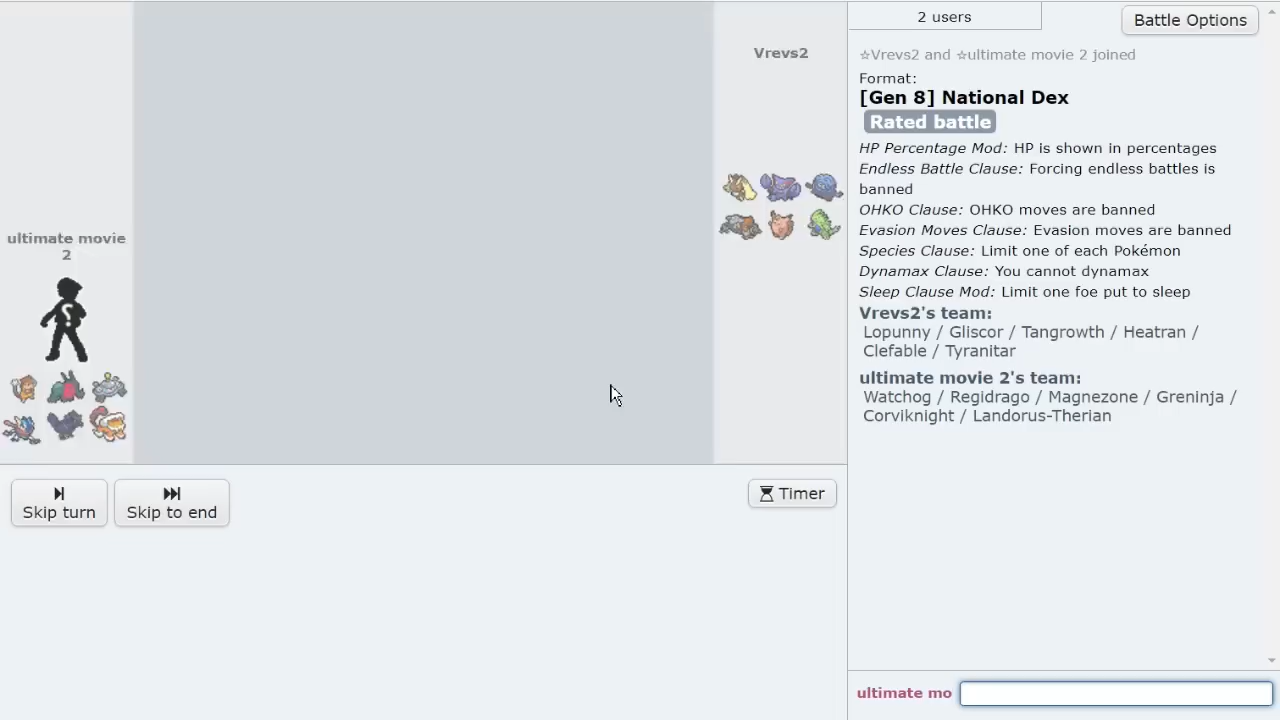 2 users
Battle Options
Vrevs2
☆Vrevs2 and ☆ultimate movie 2 joined
Format:
[Gen 8] National Dex
Rated battle
HP Percentage Mod: HP is shown in percentages
Endless Battle Clause: Forcing endless battles is
banned
OHKO Clause: OHKO moves are banned
Evasion Moves Clause: Evasion moves are banned
Species Clause: Limit one of each Pokémon
Dynamax Clause: You cannot dynamax
Sleep Clause Mod: Limit one foe put to sleep
Vrevs2's team:
Lopunny / Gliscor / Tangrowth / Heatran /
Clefable / Tyranitar
ultimate movie 2's team:
Watchog / Regidrago / Magnezone / Greninja /
Corviknight / Landorus-Therian
ultimate movie
2
?
Skip turn
Skip to end
Timer
ultimate mo